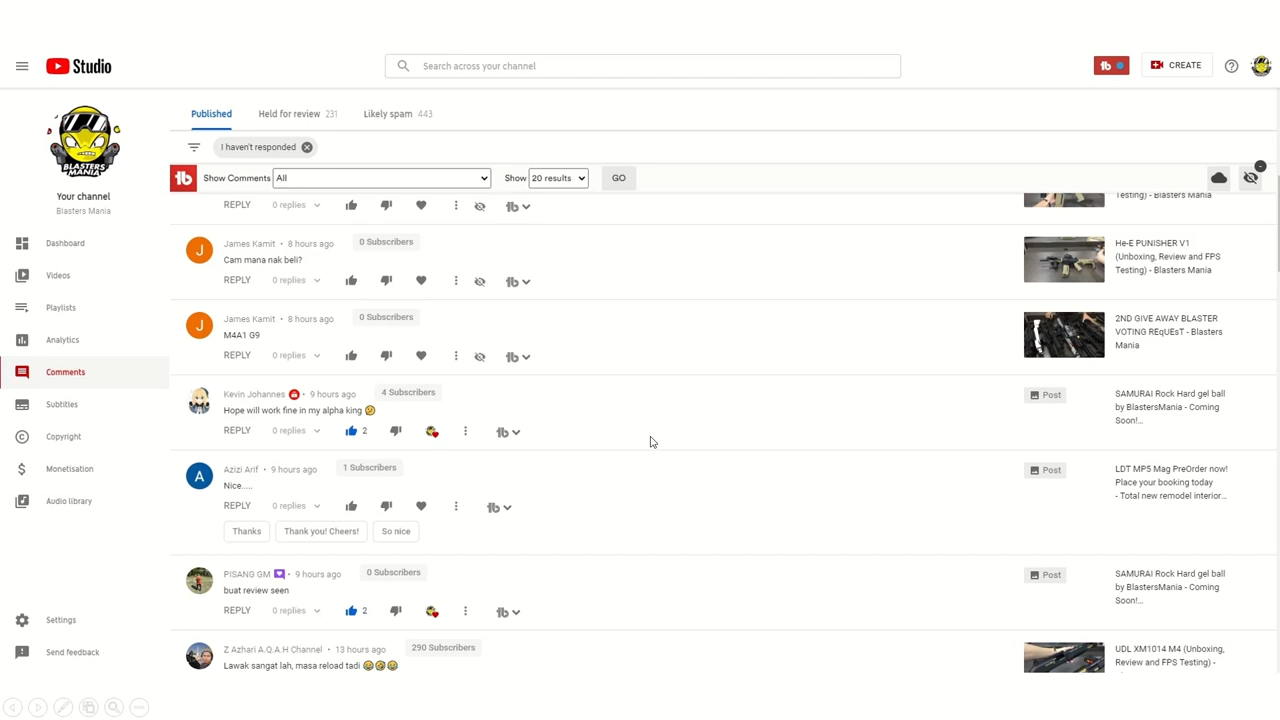 Studio
Search across your channel
CREATE
BLASTERS
MANIA
Your channel
Blasters Mania
Dashboard
Videos
Playlists
Analytics
Comments
Subtitles
Copyright
Monetisation
Audio library
Settings
Send feedback
Published
Held for review 231
Likely spam 443
I haven't responded
tb
Show Comments All
Show 20 results
GO
Testing) - Blasters Mania
REPLY 0 replies
James Kamit • 8 hours ago 0 Subscribers
Cam mana nak beli?
REPLY 0 replies
He-E PUNISHER V1
(Unboxing, Review and FPS
Testing) - Blasters Mania
James Kamit • 8 hours ago 0 Subscribers
M4A1 G9
REPLY 0 replies
2ND GIVE AWAY BLASTER
VOTING REqUEsT - Blasters
Mania
Kevin Johannes • 9 hours ago 4 Subscribers
Hope will work fine in my alpha king 🤔
REPLY 0 replies 2
Post
SAMURAI Rock Hard gel ball
by BlastersMania - Coming
Soon!...
Azizi Arif • 9 hours ago 1 Subscribers
Nice.....
REPLY 0 replies
Thanks
Thank you! Cheers!
So nice
Post
LDT MP5 Mag PreOrder now!
Place your booking today
- Total new remodel interior...
PISANG GM • 9 hours ago 0 Subscribers
buat review seen
REPLY 0 replies 2
Post
SAMURAI Rock Hard gel ball
by BlastersMania - Coming
Soon!...
Z Azhari A.Q.A.H Channel • 13 hours ago 290 Subscribers
Lawak sangat lah, masa reload tadi 😂🤣😂
UDL XM1014 M4 (Unboxing,
Review and FPS Testing) -